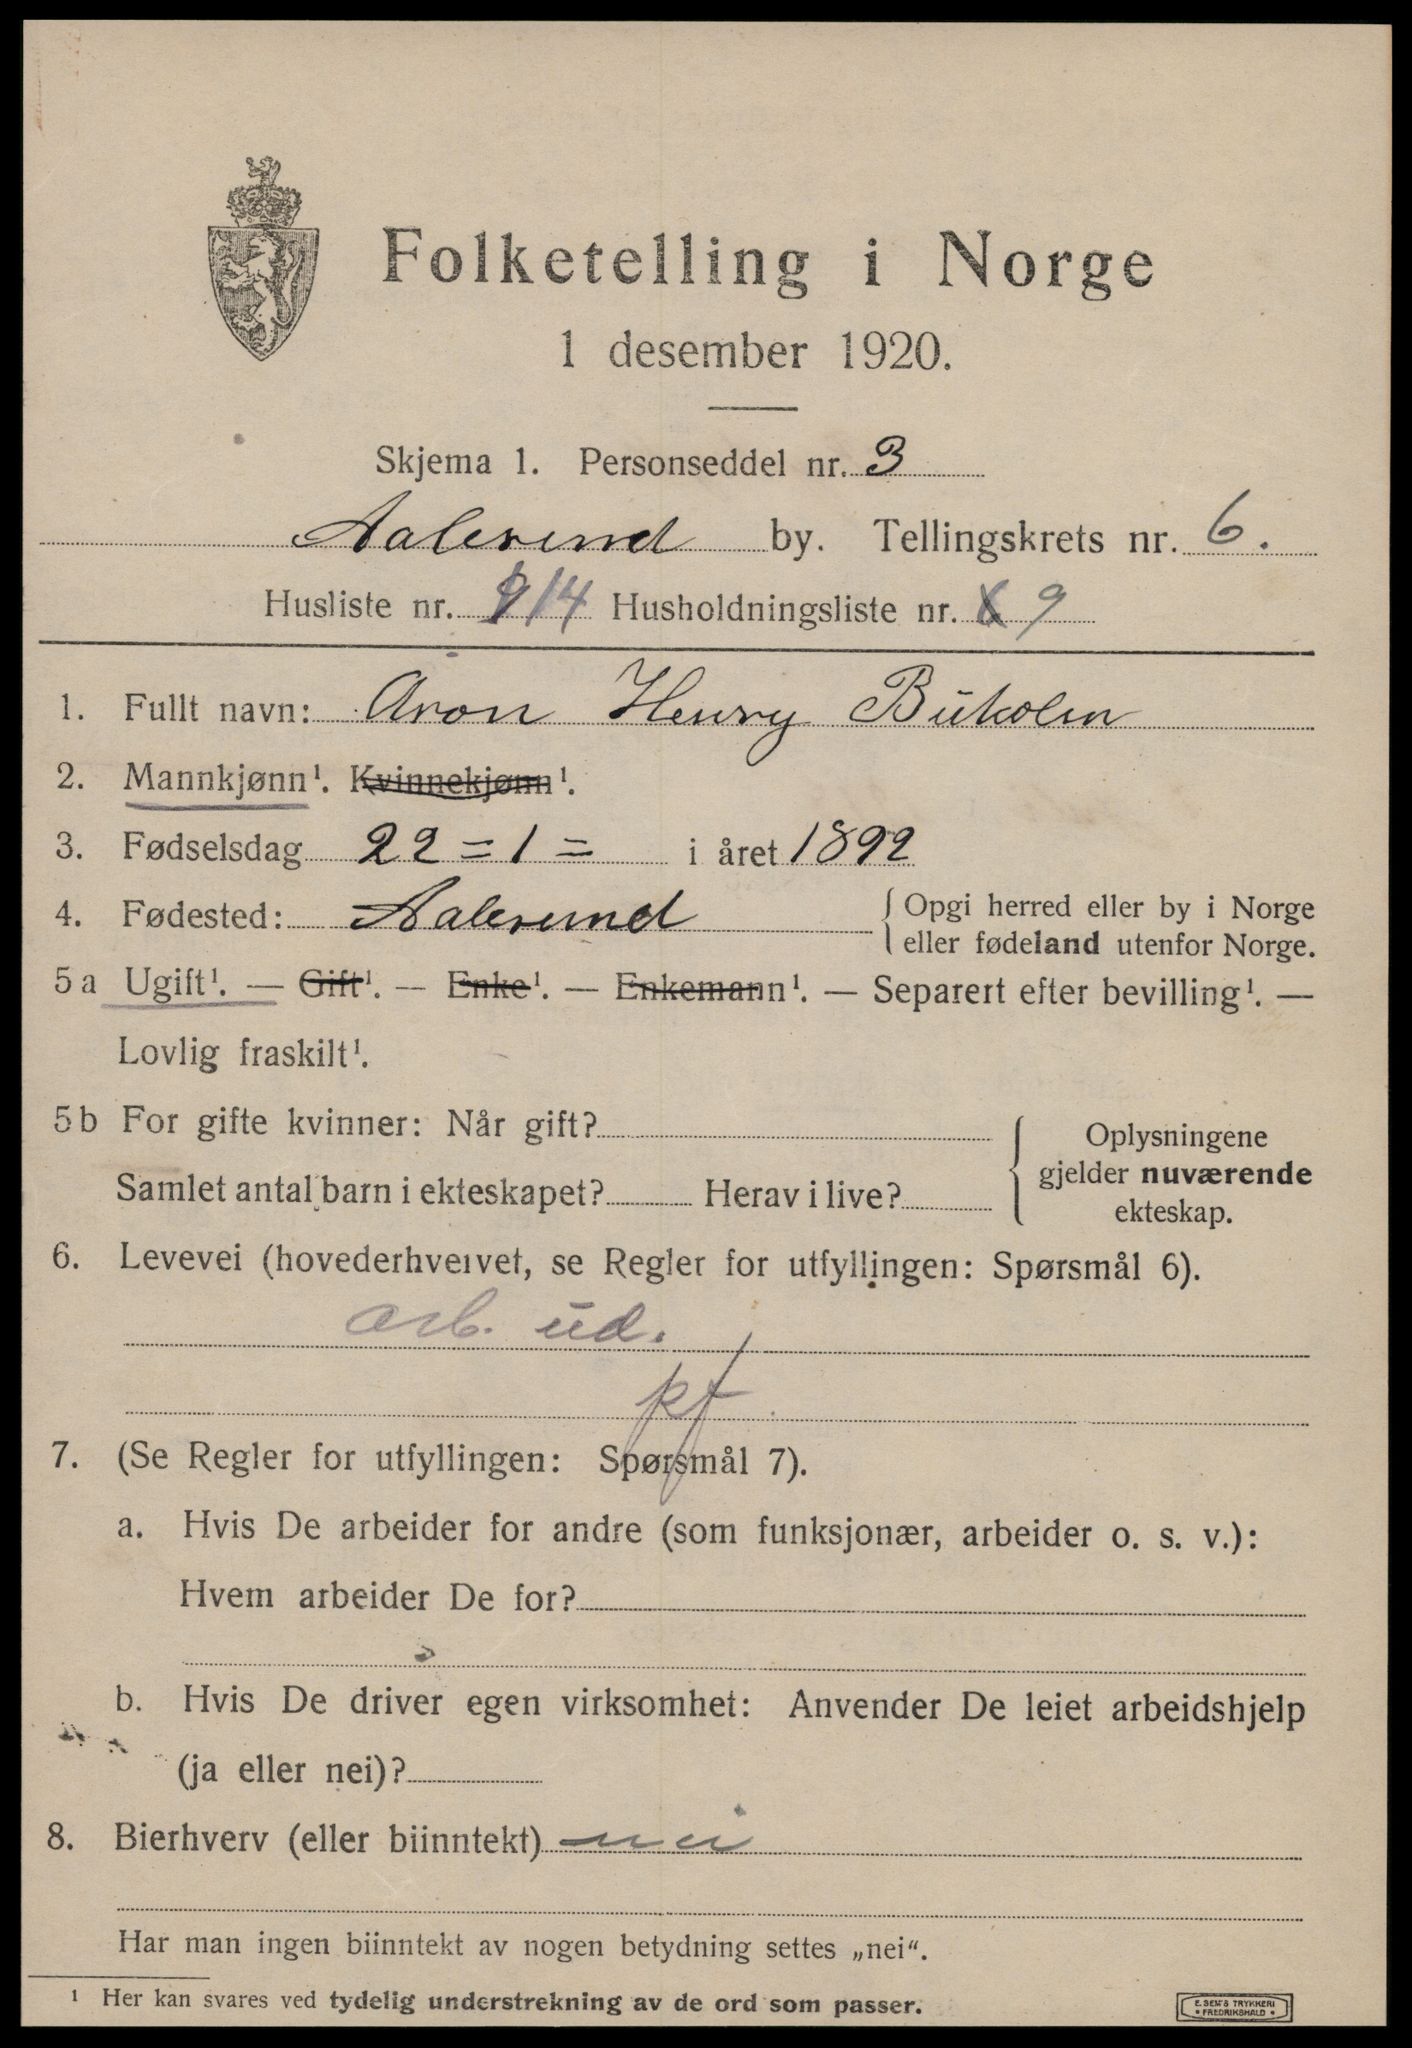 Folketelling i Norge
1 desember 1920.
Skjema 1. Personseddel nr. 3
Aalesund by. Tellingskrets nr. 6.
Husliste nr. 14 Husholdningsliste nr. 9
1. Fullt navn: Aron Henry Bükolm
2. Mannkjønn¹. Kvinnekjønn¹.
3. Fødselsdag 22=1= i året 1892
4. Fødested: Aalesund { Opgi herred eller by i Norge
eller fødeland utenfor Norge.
5 a Ugift¹. — Gift¹. — Enke¹. — Enkemann¹. — Separert efter bevilling¹. —
Lovlig fraskilt¹.
5 b For gifte kvinner: Når gift?
Samlet antal barn i ekteskapet? Herav i live?
Oplysningene
gjelder nuværende
ekteskap.
6. Levevei (hovederhvervet, se Regler for utfyllingen: Spørsmål 6).
arb. ud.
pf
7. (Se Regler for utfyllingen: Spørsmål 7).
a. Hvis De arbeider for andre (som funksjonær, arbeider o. s. v.):
Hvem arbeider De for?
b. Hvis De driver egen virksomhet: Anvender De leiet arbeidshjelp
(ja eller nei)?
8. Bierhverv (eller biinntekt) nei
Har man ingen biinntekt av nogen betydning settes „nei“.
¹ Her kan svares ved tydelig understrekning av de ord som passer.
E. SEM'S TRYKKERI
• FREDRIKSHALD •